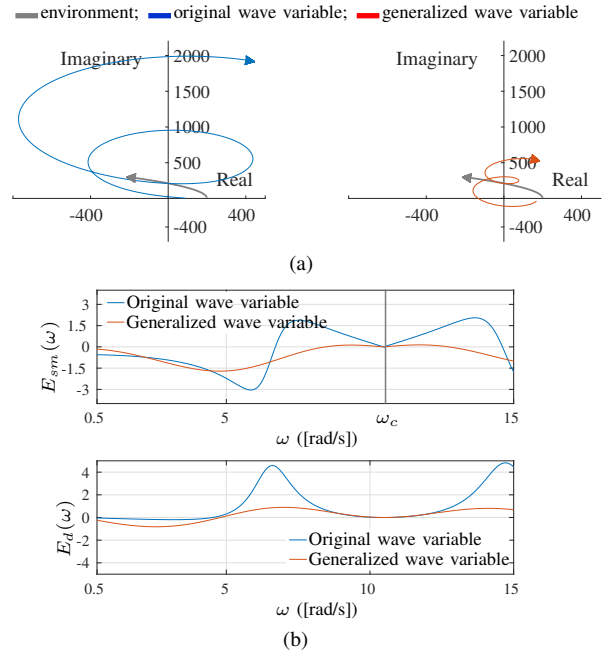 environment; original wave variable; generalized wave variable
Imaginary
2000
1500
1000
500
Real
-400
-400
400
Imaginary
2000
1500
1000
500
Real
-400
-400
400
(a)
3
1.5
0
-1.5
-3
E_sm(ω)
Original wave variable
Generalized wave variable
0.5
5
ω_c
15
ω ([rad/s])
4
2
0
-2
-4
E_d(ω)
Original wave variable
Generalized wave variable
0.5
5
10
15
ω ([rad/s])
(b)